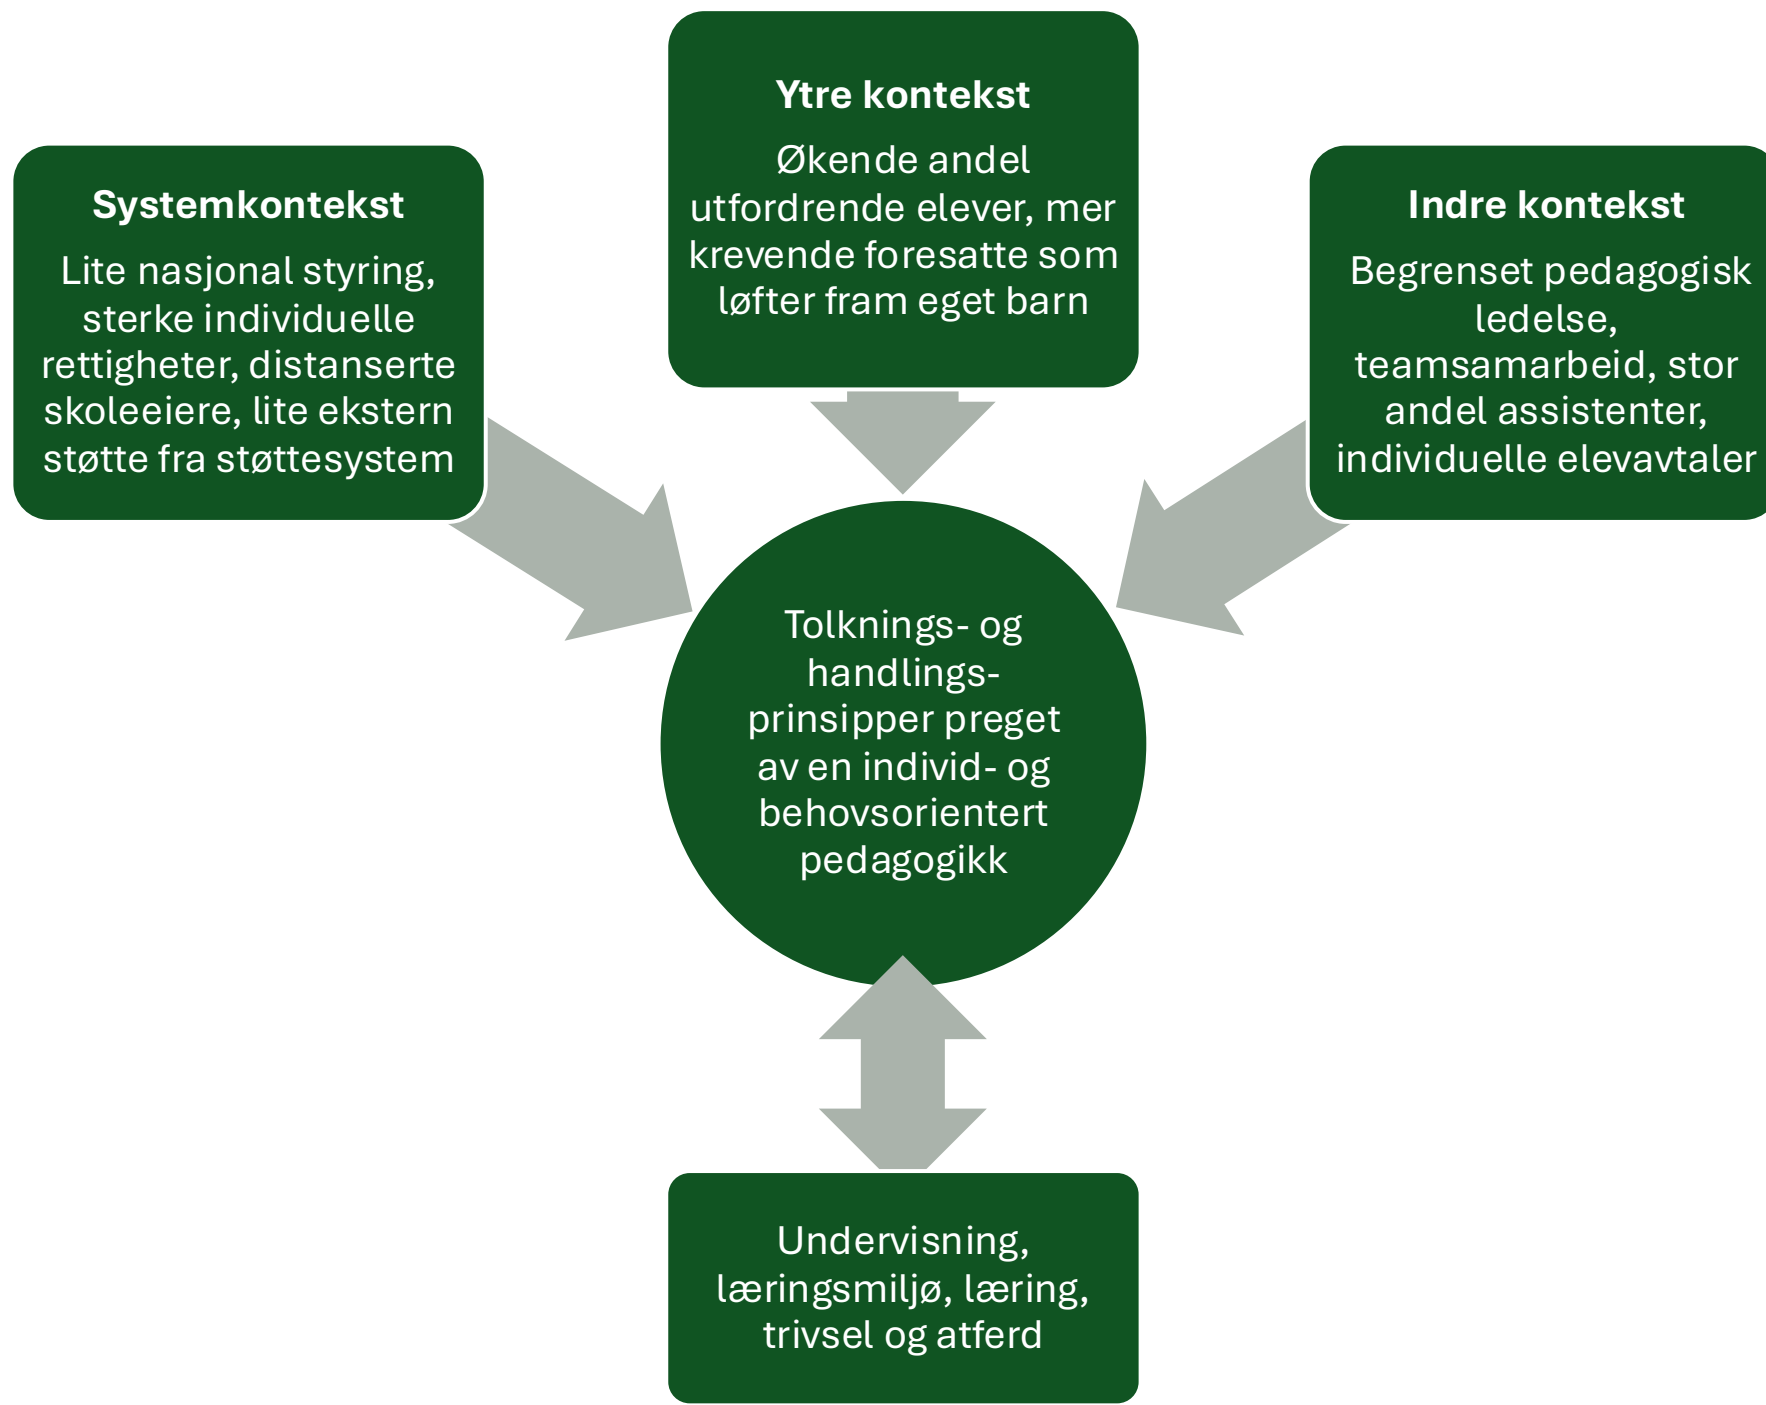 Ytre kontekst
Økende andel
utfordrende elever, mer
krevende foresatte som
løfter fram eget barn
Systemkontekst
Lite nasjonal styring,
sterke individuelle
rettigheter, distanserte
skoleeiere, lite ekstern
støtte fra støttesystem
Indre kontekst
Begrenset pedagogisk
ledelse,
teamsamarbeid, stor
andel assistenter,
individuelle elevavtaler
Tolknings- og
handlings-
prinsipper preget
av en individ- og
behovsorientert
pedagogikk
Undervisning,
læringsmiljø, læring,
trivsel og atferd